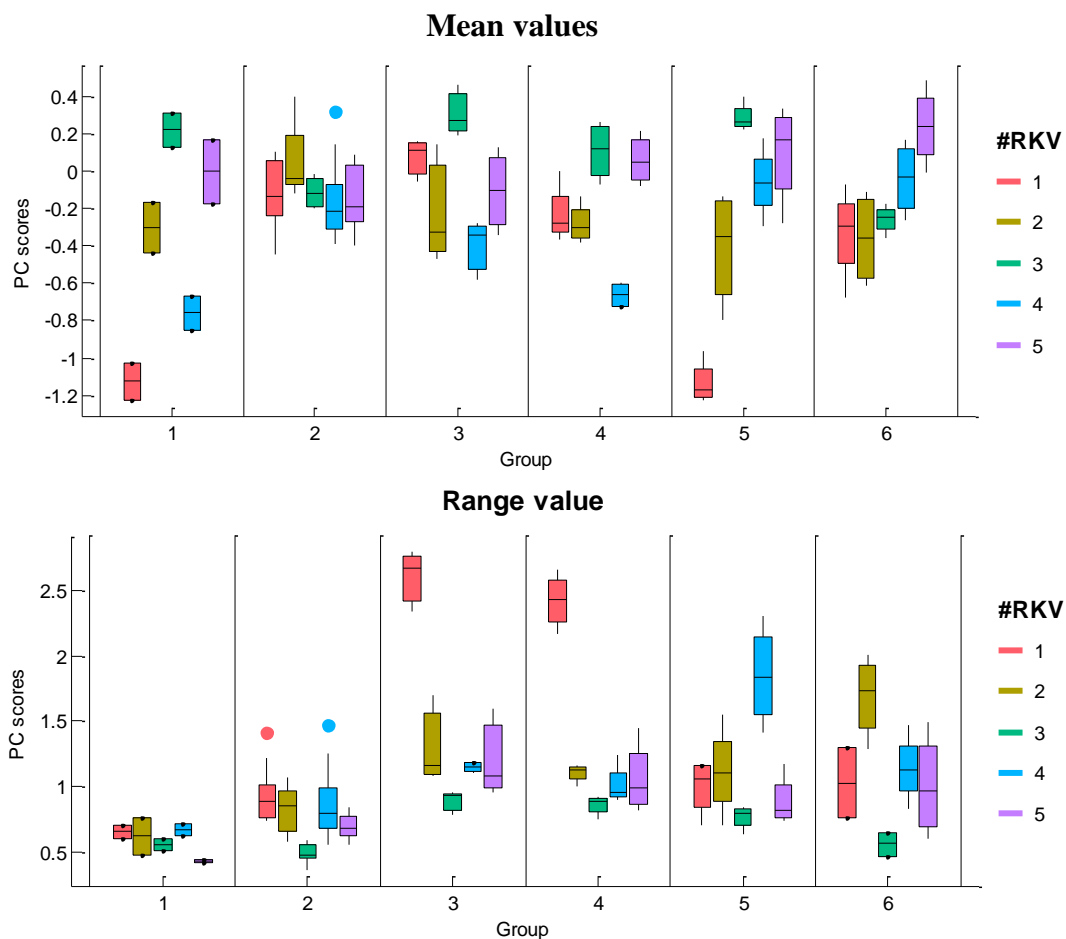 Mean values
0.4
0.2
0
-0.2
-0.4
-0.6
-0.8
-1
-1.2
PC scores
1 2 3 4 5 6
Group
#RKV
1
2
3
4
5
Range value
2.5
2
1.5
1
0.5
PC scores
1 2 3 4 5 6
Group
#RKV
1
2
3
4
5